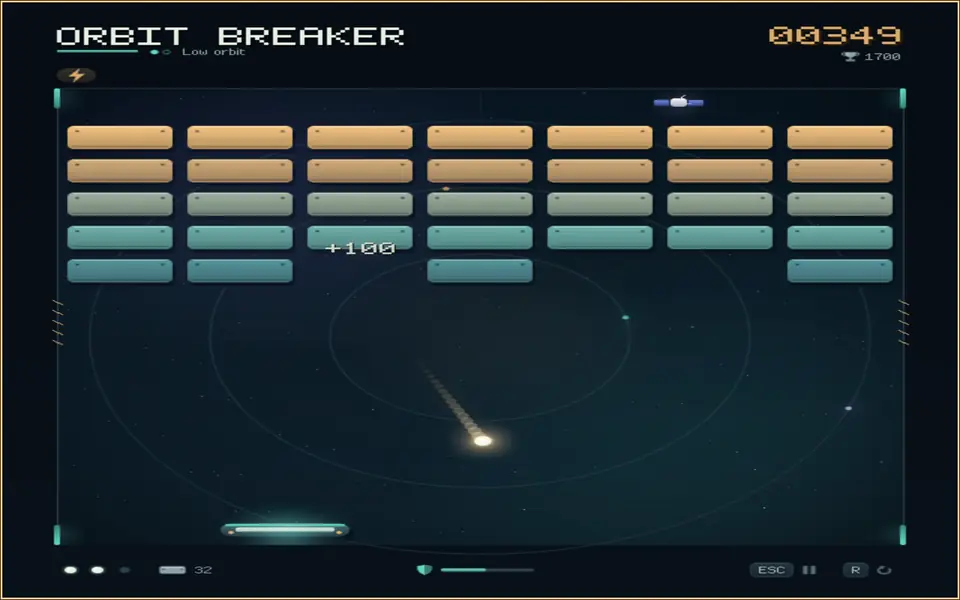 ORBIT BREAKER
00349
Low orbit
1700
+100
32
ESC
R